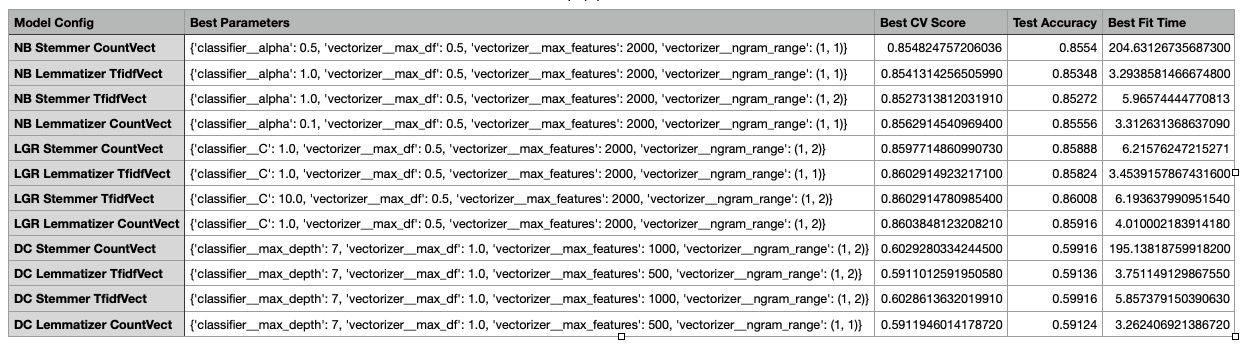 Model Config Best Parameters Best CV Score Test Accuracy Best Fit Time
NB Stemmer CountVect {'classifier__alpha': 0.5, 'vectorizer__max_df': 0.5, 'vectorizer__max_features': 2000, 'vectorizer__ngram_range': (1, 1)} 0.854824757206036 0.8554 204.63126735687300
NB Lemmatizer TfidfVect {'classifier__alpha': 1.0, 'vectorizer__max_df': 0.5, 'vectorizer__max_features': 2000, 'vectorizer__ngram_range': (1, 1)} 0.8541314256505990 0.85348 3.2938581466674800
NB Stemmer TfidfVect {'classifier__alpha': 1.0, 'vectorizer__max_df': 0.5, 'vectorizer__max_features': 2000, 'vectorizer__ngram_range': (1, 2)} 0.8527313812031910 0.85272 5.96574444770813
NB Lemmatizer CountVect {'classifier__alpha': 0.1, 'vectorizer__max_df': 0.5, 'vectorizer__max_features': 2000, 'vectorizer__ngram_range': (1, 1)} 0.8562914540969400 0.85556 3.312631368637090
LGR Stemmer CountVect {'classifier__C': 1.0, 'vectorizer__max_df': 0.5, 'vectorizer__max_features': 2000, 'vectorizer__ngram_range': (1, 2)} 0.8597714860990730 0.85888 6.21576247215271
LGR Lemmatizer TfidfVect {'classifier__C': 1.0, 'vectorizer__max_df': 0.5, 'vectorizer__max_features': 2000, 'vectorizer__ngram_range': (1, 1)} 0.8602914923217100 0.85824 3.4539157867431600
LGR Stemmer TfidfVect {'classifier__C': 10.0, 'vectorizer__max_df': 0.5, 'vectorizer__max_features': 2000, 'vectorizer__ngram_range': (1, 2)} 0.8602914780985400 0.86008 6.193637990951540
LGR Lemmatizer CountVect {'classifier__C': 1.0, 'vectorizer__max_df': 0.5, 'vectorizer__max_features': 2000, 'vectorizer__ngram_range': (1, 2)} 0.8603848123208210 0.85916 4.010002183914180
DC Stemmer CountVect {'classifier__max_depth': 7, 'vectorizer__max_df': 1.0, 'vectorizer__max_features': 1000, 'vectorizer__ngram_range': (1, 2)} 0.6029280334244500 0.59916 195.13818759918200
DC Lemmatizer TfidfVect {'classifier__max_depth': 7, 'vectorizer__max_df': 1.0, 'vectorizer__max_features': 500, 'vectorizer__ngram_range': (1, 2)} 0.5911012591950580 0.59136 3.751149129867550
DC Stemmer TfidfVect {'classifier__max_depth': 7, 'vectorizer__max_df': 1.0, 'vectorizer__max_features': 1000, 'vectorizer__ngram_range': (1, 2)} 0.6028613632019910 0.59916 5.857379150390630
DC Lemmatizer CountVect {'classifier__max_depth': 7, 'vectorizer__max_df': 1.0, 'vectorizer__max_features': 500, 'vectorizer__ngram_range': (1, 1)} 0.5911946014178720 0.59124 3.262406921386720